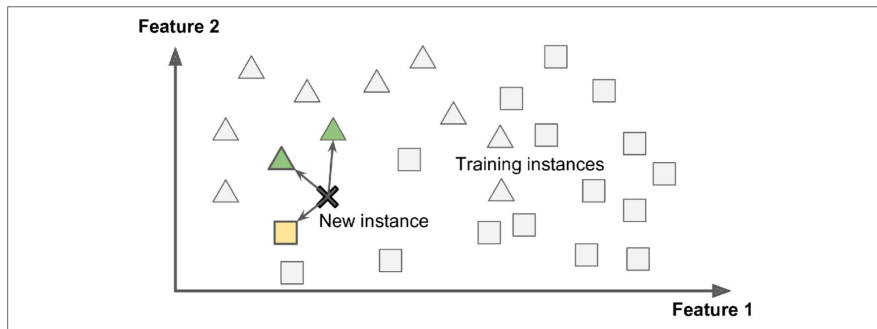 Feature 2
Training instances
New instance
Feature 1